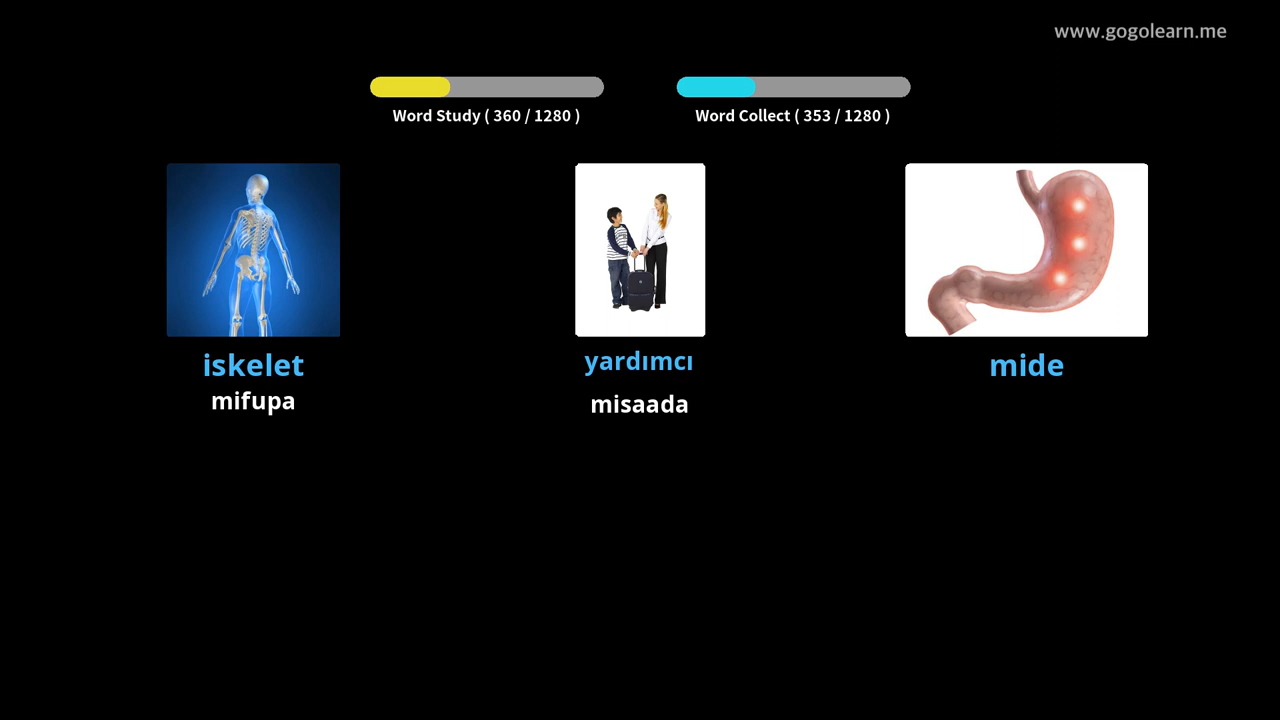 www.gogolearn.me
Word Study ( 360 / 1280 )
Word Collect ( 353 / 1280 )
iskelet
mifupa
yardımcı
misaada
mide